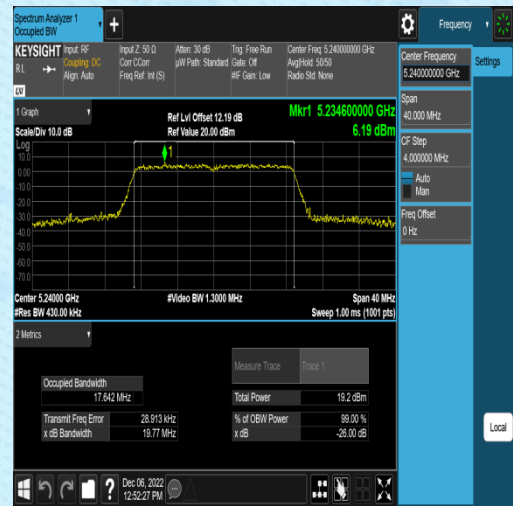 Spectrum Analyzer 1
Occupied BW
Frequency
KEYSIGHT
Input: RF
Input Z: 50 Ω
Atten: 30 dB
Trig: Free Run
Center Freq: 5.240000000 GHz
RL
Coupling: DC
Corr CCorr
µW Path: Standard
Gate: Off
Avg|Hold: 50/50
Align: Auto
Freq Ref: Int (S)
#IF Gain: Low
Radio Std: None
LXI
1 Graph
Scale/Div 10.0 dB
Ref Lvl Offset 12.19 dB
Ref Value 20.00 dBm
Mkr1 5.234600000 GHz
6.19 dBm
Log
10.0
0.00
-10.0
-20.0
-30.0
-40.0
-50.0
-60.0
-70.0
1
Center 5.24000 GHz
#Video BW 1.3000 MHz
Span 40 MHz
#Res BW 430.00 kHz
Sweep 1.00 ms (1001 pts)
2 Metrics
Measure Trace
Trace 1
Occupied Bandwidth
17.642 MHz
Total Power
19.2 dBm
Transmit Freq Error
28.913 kHz
% of OBW Power
99.00 %
x dB Bandwidth
19.77 MHz
x dB
-26.00 dB
Center Frequency
5.240000000 GHz
Settings
Span
40.000 MHz
CF Step
4.000000 MHz
Auto
Man
Freq Offset
0 Hz
Local
Dec 06, 2022
12:52:27 PM